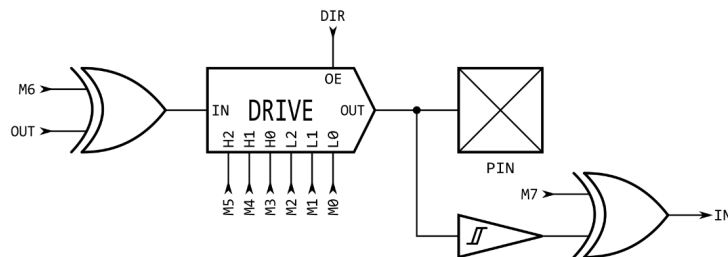 DIR
M6
OUT
OE
IN
DRIVE
OUT
H2 H1 H0 L2 L1 L0
M5 M4 M3 M2 M1 M0
PIN
M7
IN